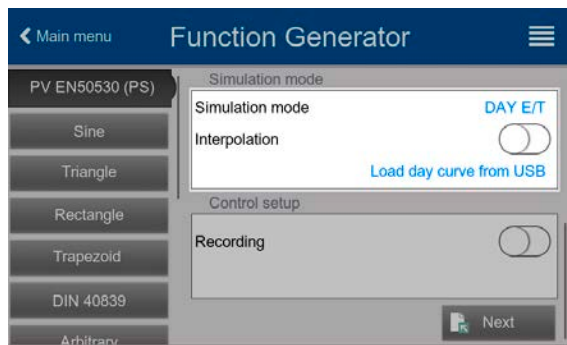 Main menu
Function Generator
PV EN50530 (PS)
Sine
Triangle
Rectangle
Trapezoid
DIN 40839
Arbitrary
Simulation mode
Simulation mode DAY E/T
Interpolation
Load day curve from USB
Control setup
Recording
Next